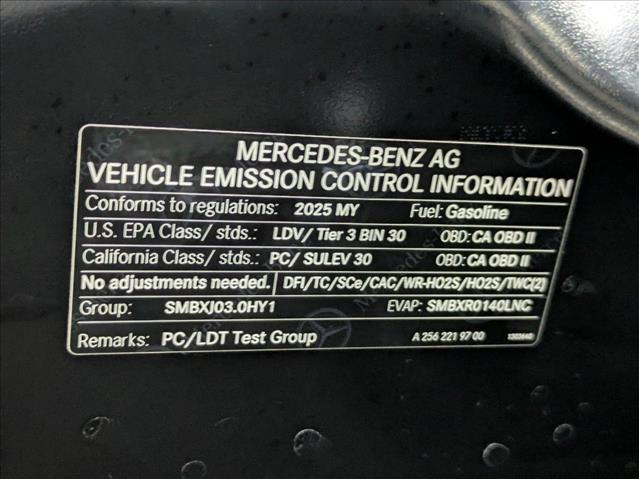 MERCEDES-BENZ AG
VEHICLE EMISSION CONTROL INFORMATION
Conforms to regulations: 2025 MY Fuel: Gasoline
U.S. EPA Class/ stds.: LDV/ Tier 3 BIN 30 OBD: CA OBD II
California Class/ stds.: PC/ SULEV 30 OBD: CA OBD II
No adjustments needed. DFI/TC/SCe/CAC/WR-HO2S/HO2S/TWC(2)
Group: SMBXJ03.0HY1 EVAP: SMBXR0140LNC
Remarks: PC/LDT Test Group A 256 221 97 00